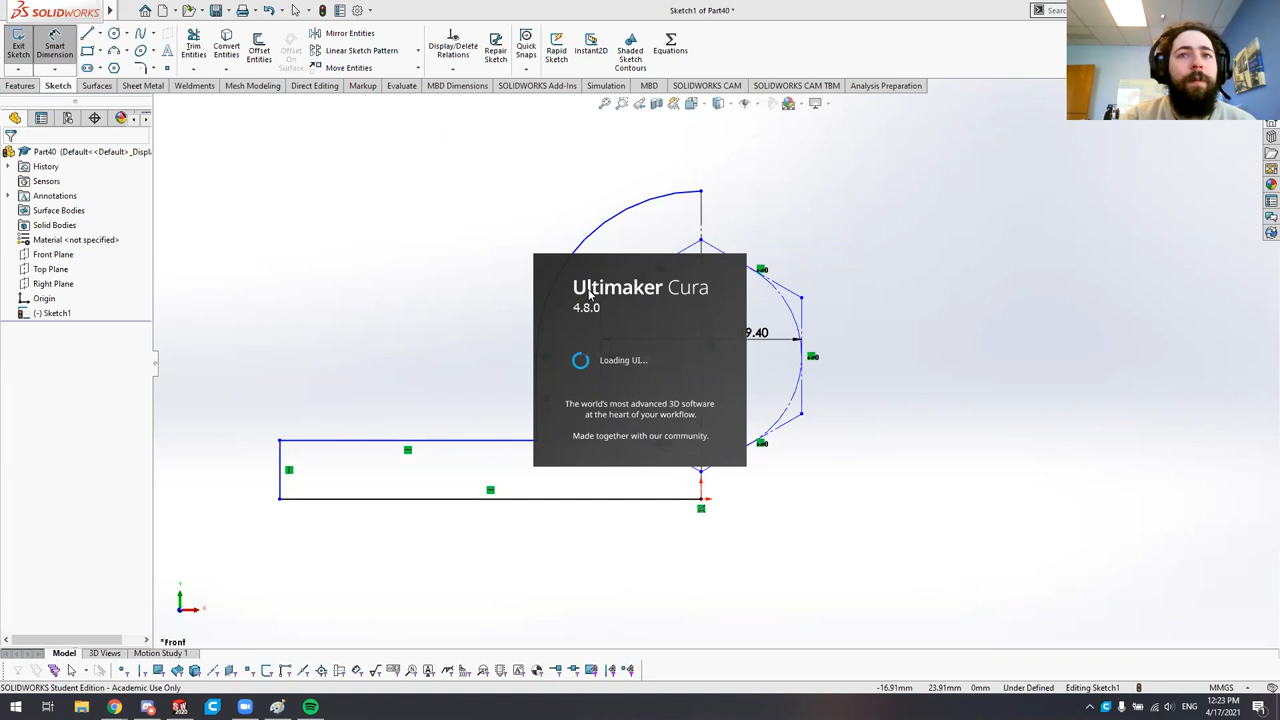 SOLIDWORKS
Sketch1 of Part40 *
Sear
Exit Sketch
Smart Dimension
Trim Entities
Convert Entities
Offset Entities
Offset On Surface
Mirror Entities
Linear Sketch Pattern
Move Entities
Display/Delete Relations
Repair Sketch
Quick Snaps
Rapid Sketch
Instant2D
Shaded Sketch Contours
Equations
Features
Sketch
Surfaces
Sheet Metal
Weldments
Mesh Modeling
Direct Editing
Markup
Evaluate
MBD Dimensions
SOLIDWORKS Add-Ins
Simulation
MBD
SOLIDWORKS CAM
SOLIDWORKS CAM TBM
Analysis Preparation
Part40 (Default<<Default>_Displ
History
Sensors
Annotations
Surface Bodies
Solid Bodies
Material <not specified>
Front Plane
Top Plane
Right Plane
Origin
(-) Sketch1
Ultimaker Cura
4.8.0
9.40
Loading UI...
The world's most advanced 3D software
at the heart of your workflow.
Made together with our community.
Y
X
*Front
Model
3D Views
Motion Study 1
SOLIDWORKS Student Edition - Academic Use Only
-16.91mm
23.91mm
0mm
Under Defined
Editing Sketch1
MMGS
ENG
12:23 PM
4/17/2021